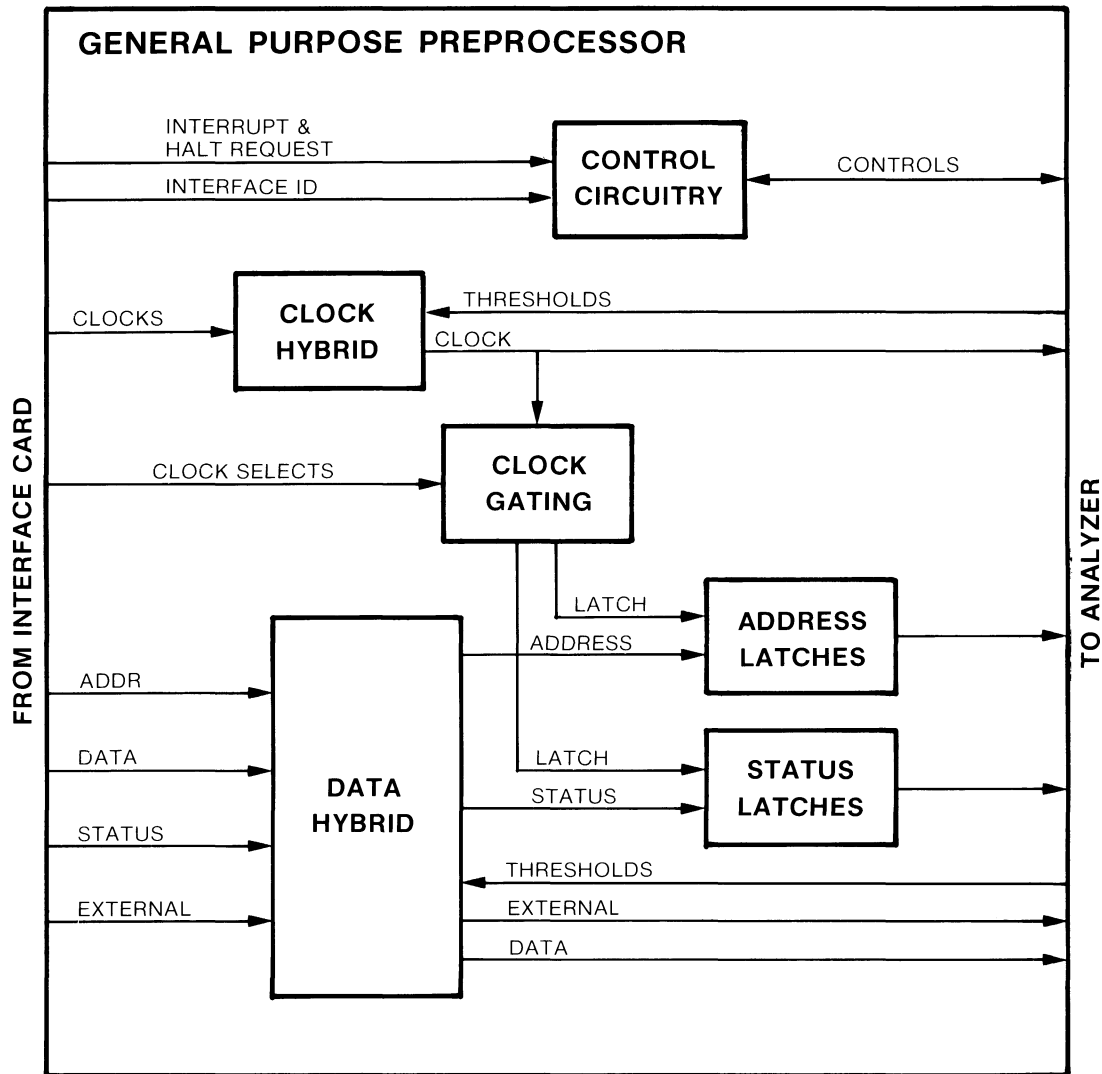 GENERAL PURPOSE PREPROCESSOR
INTERRUPT &
HALT REQUEST
INTERFACE ID
CONTROL
CIRCUITRY
CONTROLS
CLOCKS
CLOCK
HYBRID
THRESHOLDS
CLOCK
CLOCK SELECTS
CLOCK
GATING
FROM INTERFACE CARD
TO ANALYZER
LATCH
ADDRESS
ADDRESS
LATCHES
ADDR
DATA
STATUS
EXTERNAL
DATA
HYBRID
LATCH
STATUS
STATUS
LATCHES
THRESHOLDS
EXTERNAL
DATA